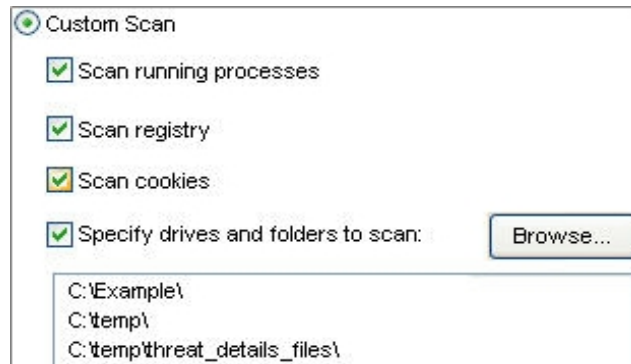 Custom Scan
Scan running processes
Scan registry
Scan cookies
Specify drives and folders to scan:
Browse...
C:\Example\
C:\temp\
C:\temp\threat_details_files\